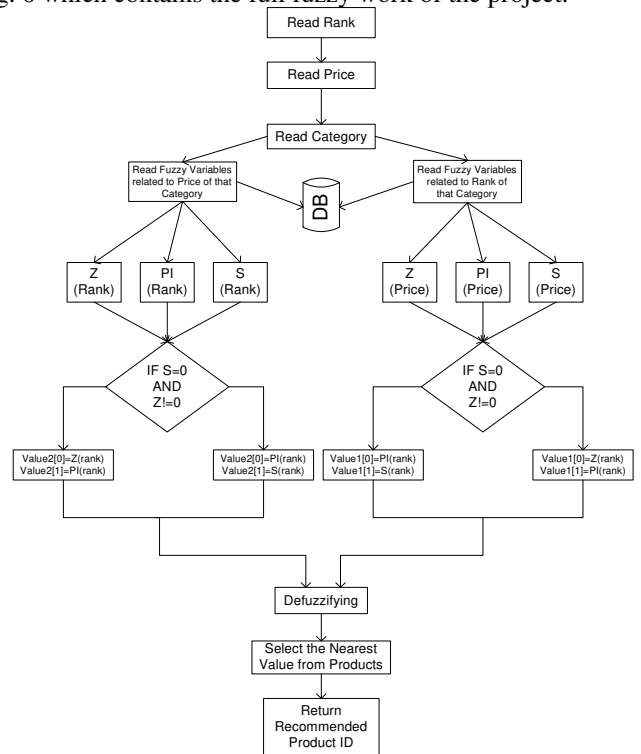 g. 6 which contains the full fuzzy work of the project.
Read Rank
Read Price
Read Category
Read Fuzzy Variables
related to Price of that
Category
DB
Read Fuzzy Variables
related to Rank of
that Category
Z
(Rank)
PI
(Rank)
S
(Rank)
Z
(Price)
PI
(Price)
S
(Price)
IF S=0
AND
Z!=0
IF S=0
AND
Z!=0
Value2[0]=Z(rank)
Value2[1]=PI(rank)
Value2[0]=PI(rank)
Value2[1]=S(rank)
Value1[0]=PI(rank)
Value1[1]=S(rank)
Value1[0]=Z(rank)
Value1[1]=PI(rank)
Defuzzifying
Select the Nearest
Value from Products
Return
Recommended
Product ID